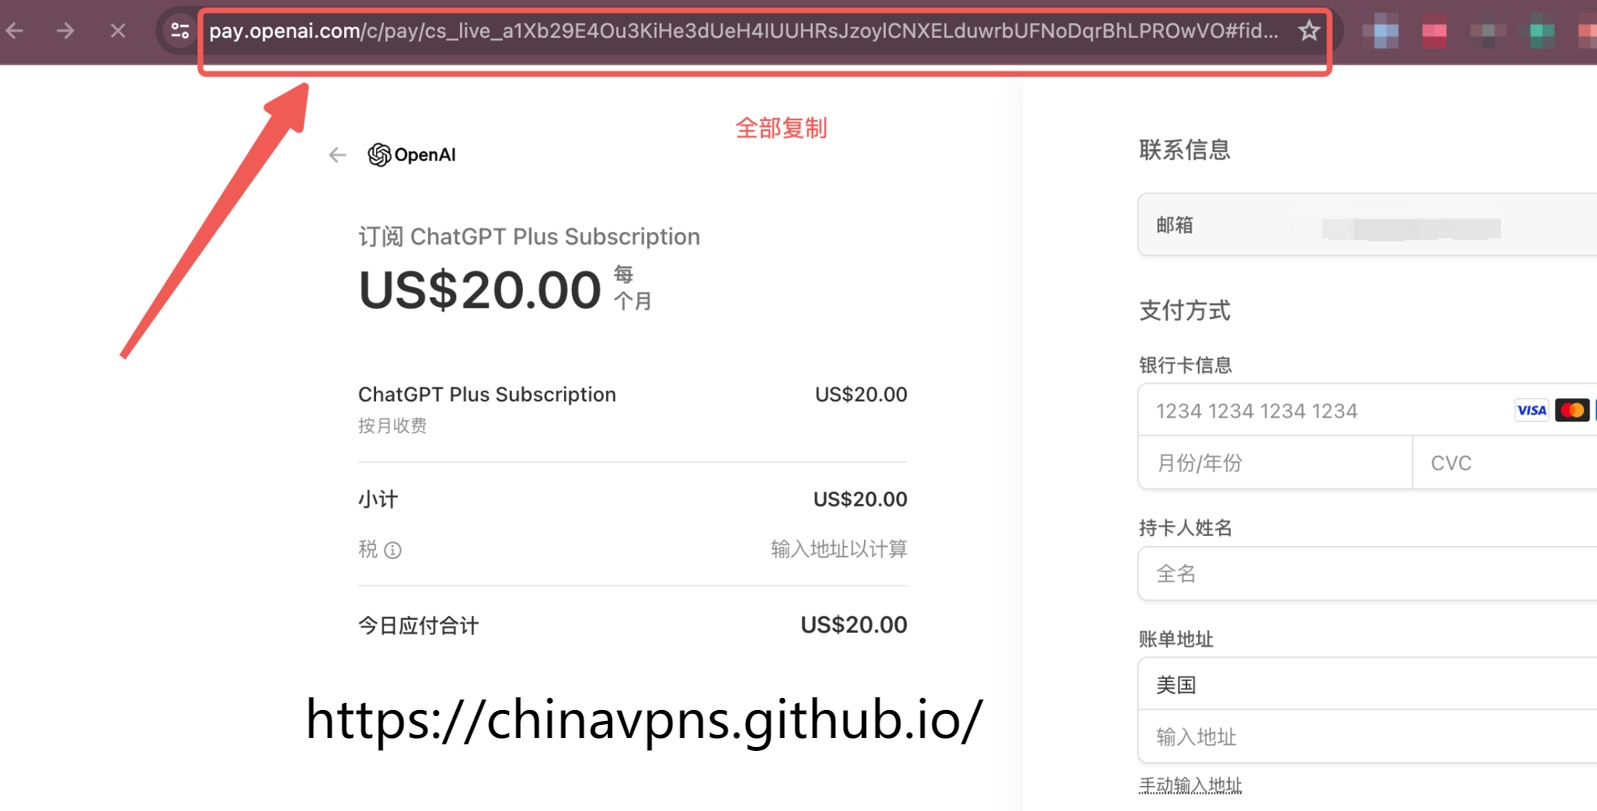 pay.openai.com/c/pay/cs_live_a1Xb29E4Ou3KiHe3dUeH4IUUHRsJzoyICNXELduwrbUFNoDqrBhLPROwVO#fid...
全部复制
OpenAI
订阅 ChatGPT Plus Subscription
US$20.00 每个月
ChatGPT Plus Subscription US$20.00
按月收费
小计 US$20.00
税 输入地址以计算
今日应付合计 US$20.00
https://chinavpns.github.io/
联系信息
邮箱
支付方式
银行卡信息
1234 1234 1234 1234 VISA
月份/年份 CVC
持卡人姓名
全名
账单地址
美国
输入地址
手动输入地址